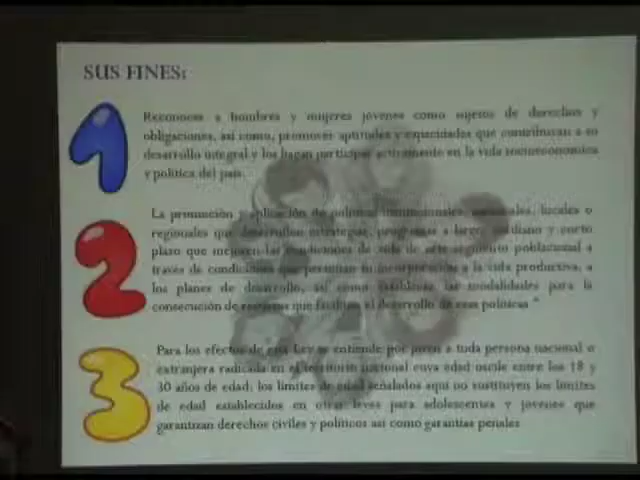 SUS FINES:
1
Reconocer a hombres y mujeres jóvenes como sujetos de derechos y
obligaciones, así como, promover aptitudes y capacidades que contribuyan a su
desarrollo integral y los hagan participar activamente en la vida socioeconómica
y política del país.
2
La promoción y aplicación de políticas institucionales, nacionales, locales o
regionales que desarrollen estrategias, programas a largo, mediano y corto
plazo que mejoren las condiciones de vida de este segmento poblacional a
través de condiciones que permitan su incorporación a la vida productiva, a
los planes de desarrollo, así como establecer las modalidades para la
consecución de recursos que faciliten el desarrollo de esas políticas "
3
Para los efectos de esta Ley se entiende por joven a toda persona nacional o
extranjera radicada en el territorio nacional cuya edad oscile entre los 18 y
30 años de edad; los límites de edad señalados aquí no sustituyen los límites
de edad establecidos en otras leyes para adolescentes y jóvenes que
garantizan derechos civiles y políticos así como garantías penales